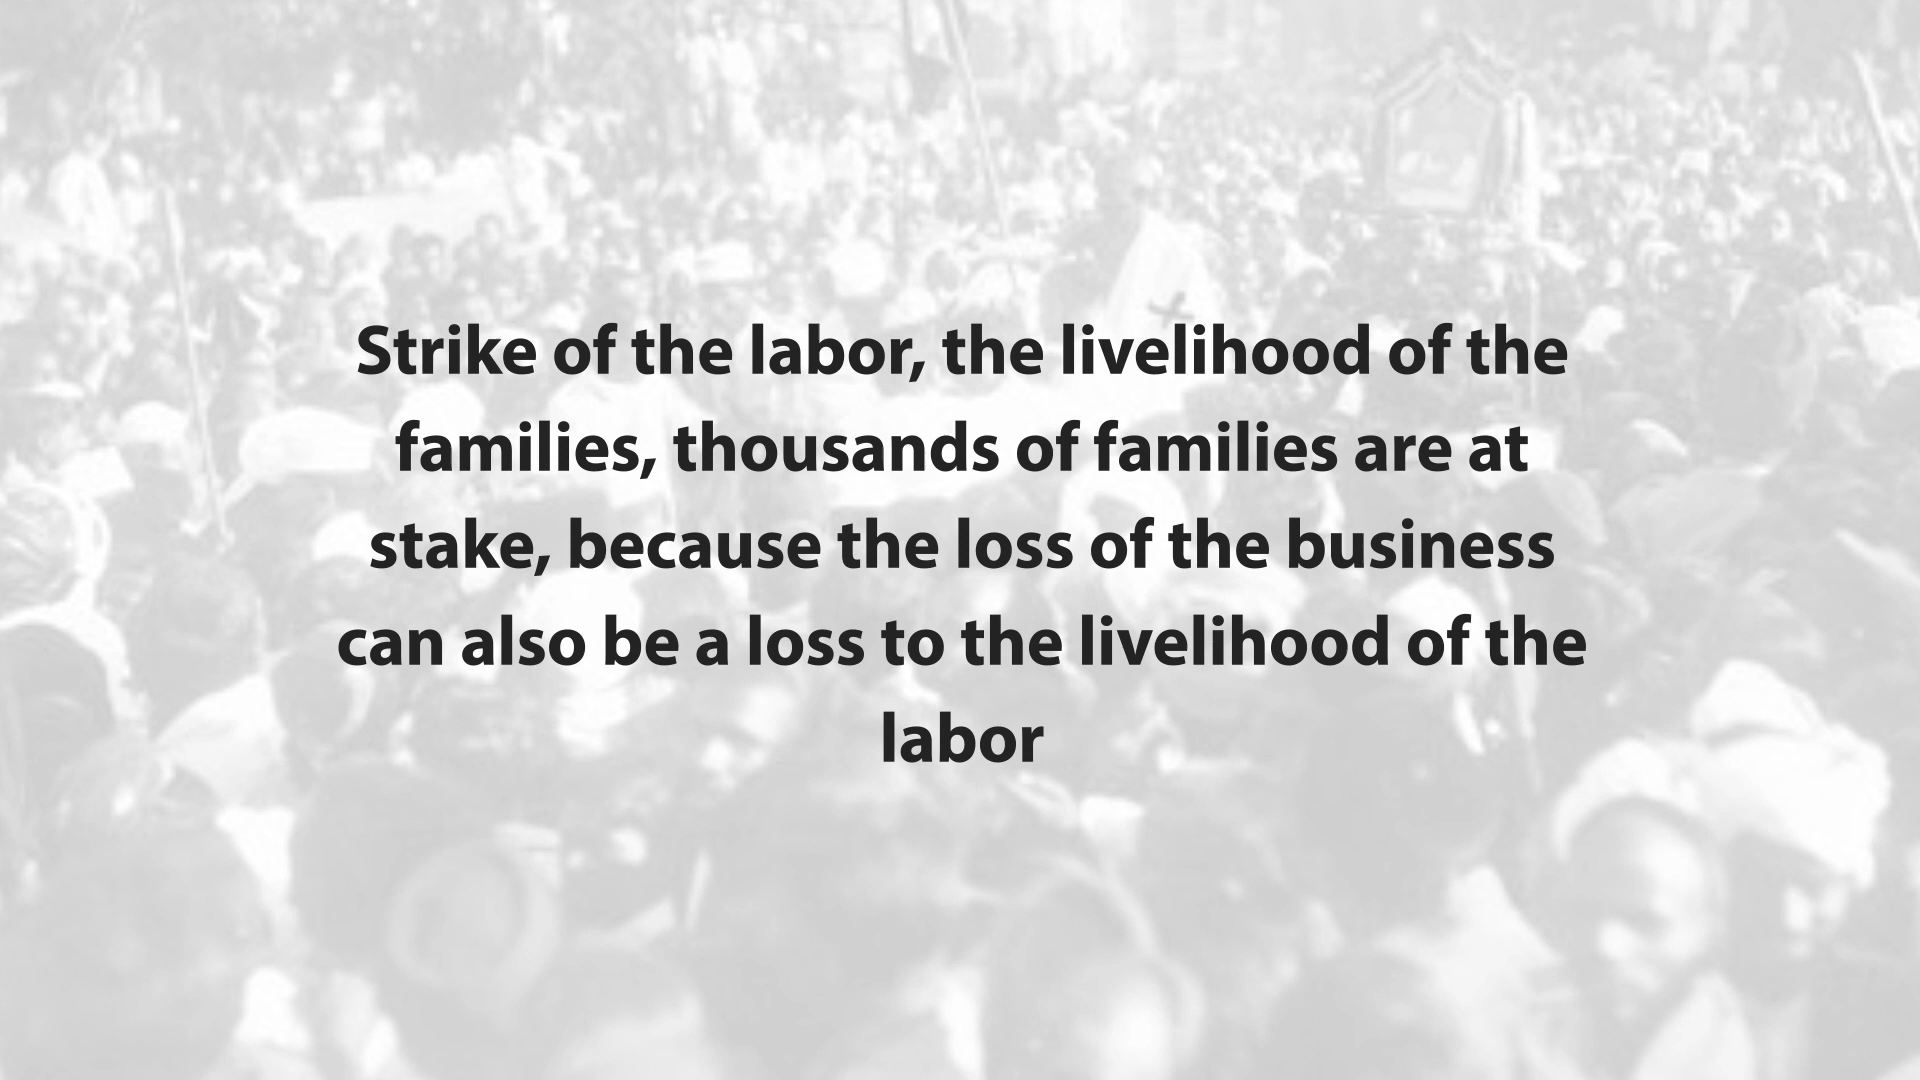 Strike of the labor, the livelihood of the
families, thousands of families are at
stake, because the loss of the business
can also be a loss to the livelihood of the
labor